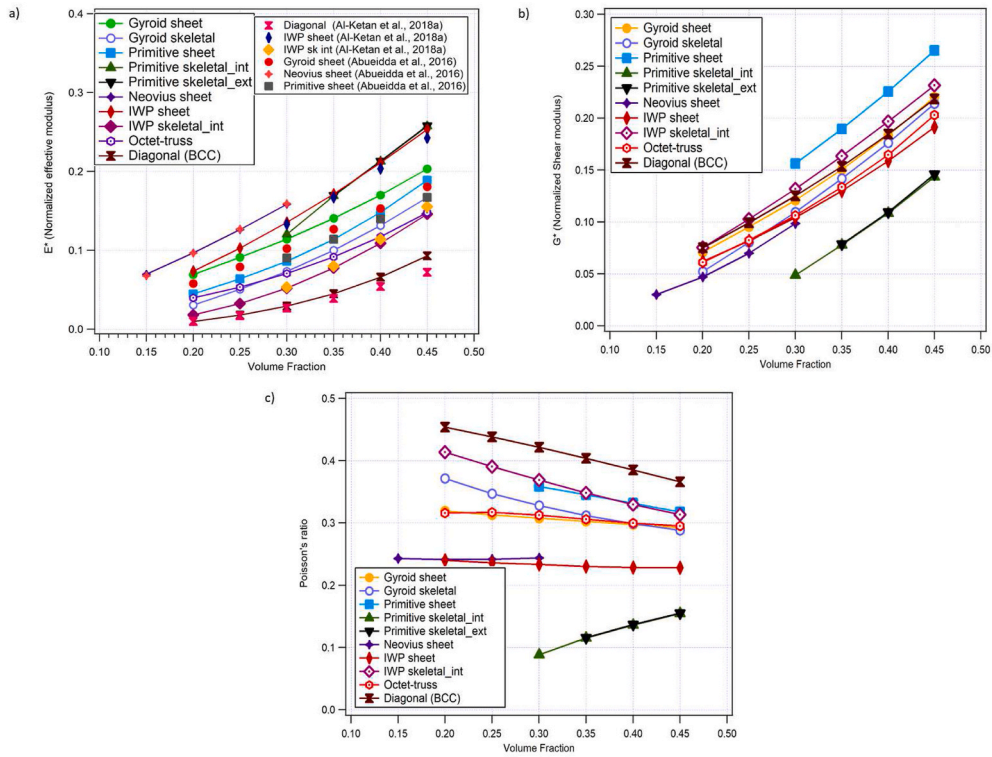 a)
Gyroid sheet
Gyroid skeletal
Primitive sheet
Primitive skeletal_int
Primitive skeletal_ext
Neovius sheet
IWP sheet
IWP skeletal_int
Octet-truss
Diagonal (BCC)
Diagonal (Al-Ketan et al., 2018a)
IWP sheet (Al-Ketan et al., 2018a)
IWP sk int (Al-Ketan et al., 2018a)
Gyroid sheet (Abueidda et al., 2016)
Neovius sheet (Abueidda et al., 2016)
Primitive sheet (Abueidda et al., 2016)
E* (Normalized effective modulus)
0.4
0.3
0.2
0.1
0.0
0.10 0.15 0.20 0.25 0.30 0.35 0.40 0.45 0.50
Volume Fraction
b)
Gyroid sheet
Gyroid skeletal
Primitive sheet
Primitive skeletal_int
Primitive skeletal_ext
Neovius sheet
IWP sheet
IWP skeletal_int
Octet-truss
Diagonal (BCC)
G* (Normalized Shear modulus)
0.30
0.25
0.20
0.15
0.10
0.05
0.00
0.10 0.15 0.20 0.25 0.30 0.35 0.40 0.45 0.50
Volume Fraction
c)
Poisson's ratio
0.5
0.4
0.3
0.2
0.1
0.0
Gyroid sheet
Gyroid skeletal
Primitive sheet
Primitive skeletal_int
Primitive skeletal_ext
Neovius sheet
IWP sheet
IWP skeletal_int
Octet-truss
Diagonal (BCC)
0.10 0.15 0.20 0.25 0.30 0.35 0.40 0.45 0.50
Volume Fraction